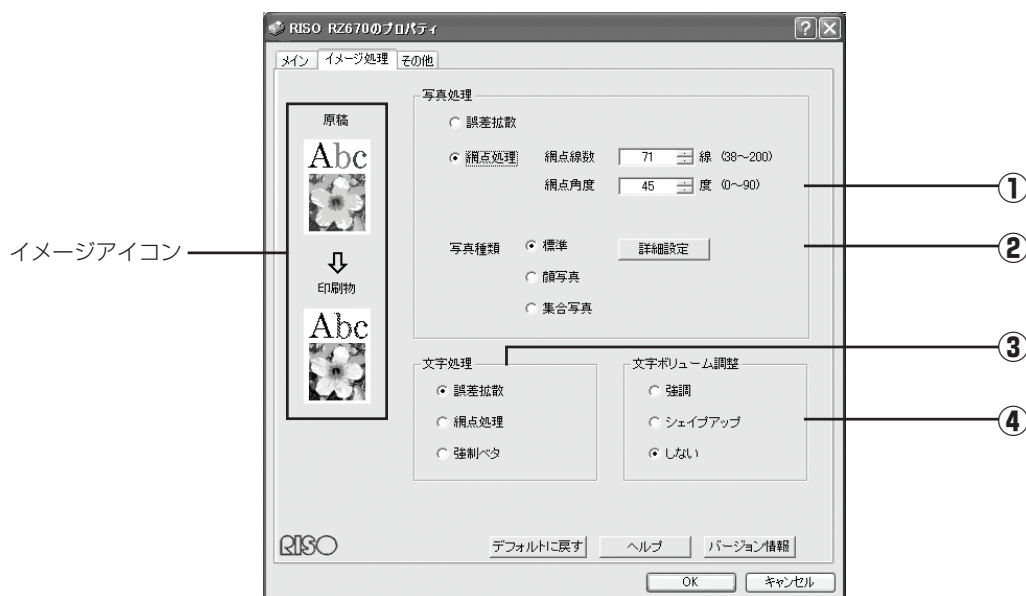 RISO RZ670のプロパティ
メイン イメージ処理 その他
イメージアイコン
原稿
Abc
印刷物
Abc
写真処理
誤差拡散
網点処理 網点線数 71 線 (38～200)
網点角度 45 度 (0～90)
①
写真種類 標準 詳細設定
②
顔写真
集合写真
文字処理
③
誤差拡散
網点処理
強制ベタ
文字ボリューム調整
強調
シェイプアップ
④
しない
RISO
デフォルトに戻す ヘルプ バージョン情報
OK キャンセル